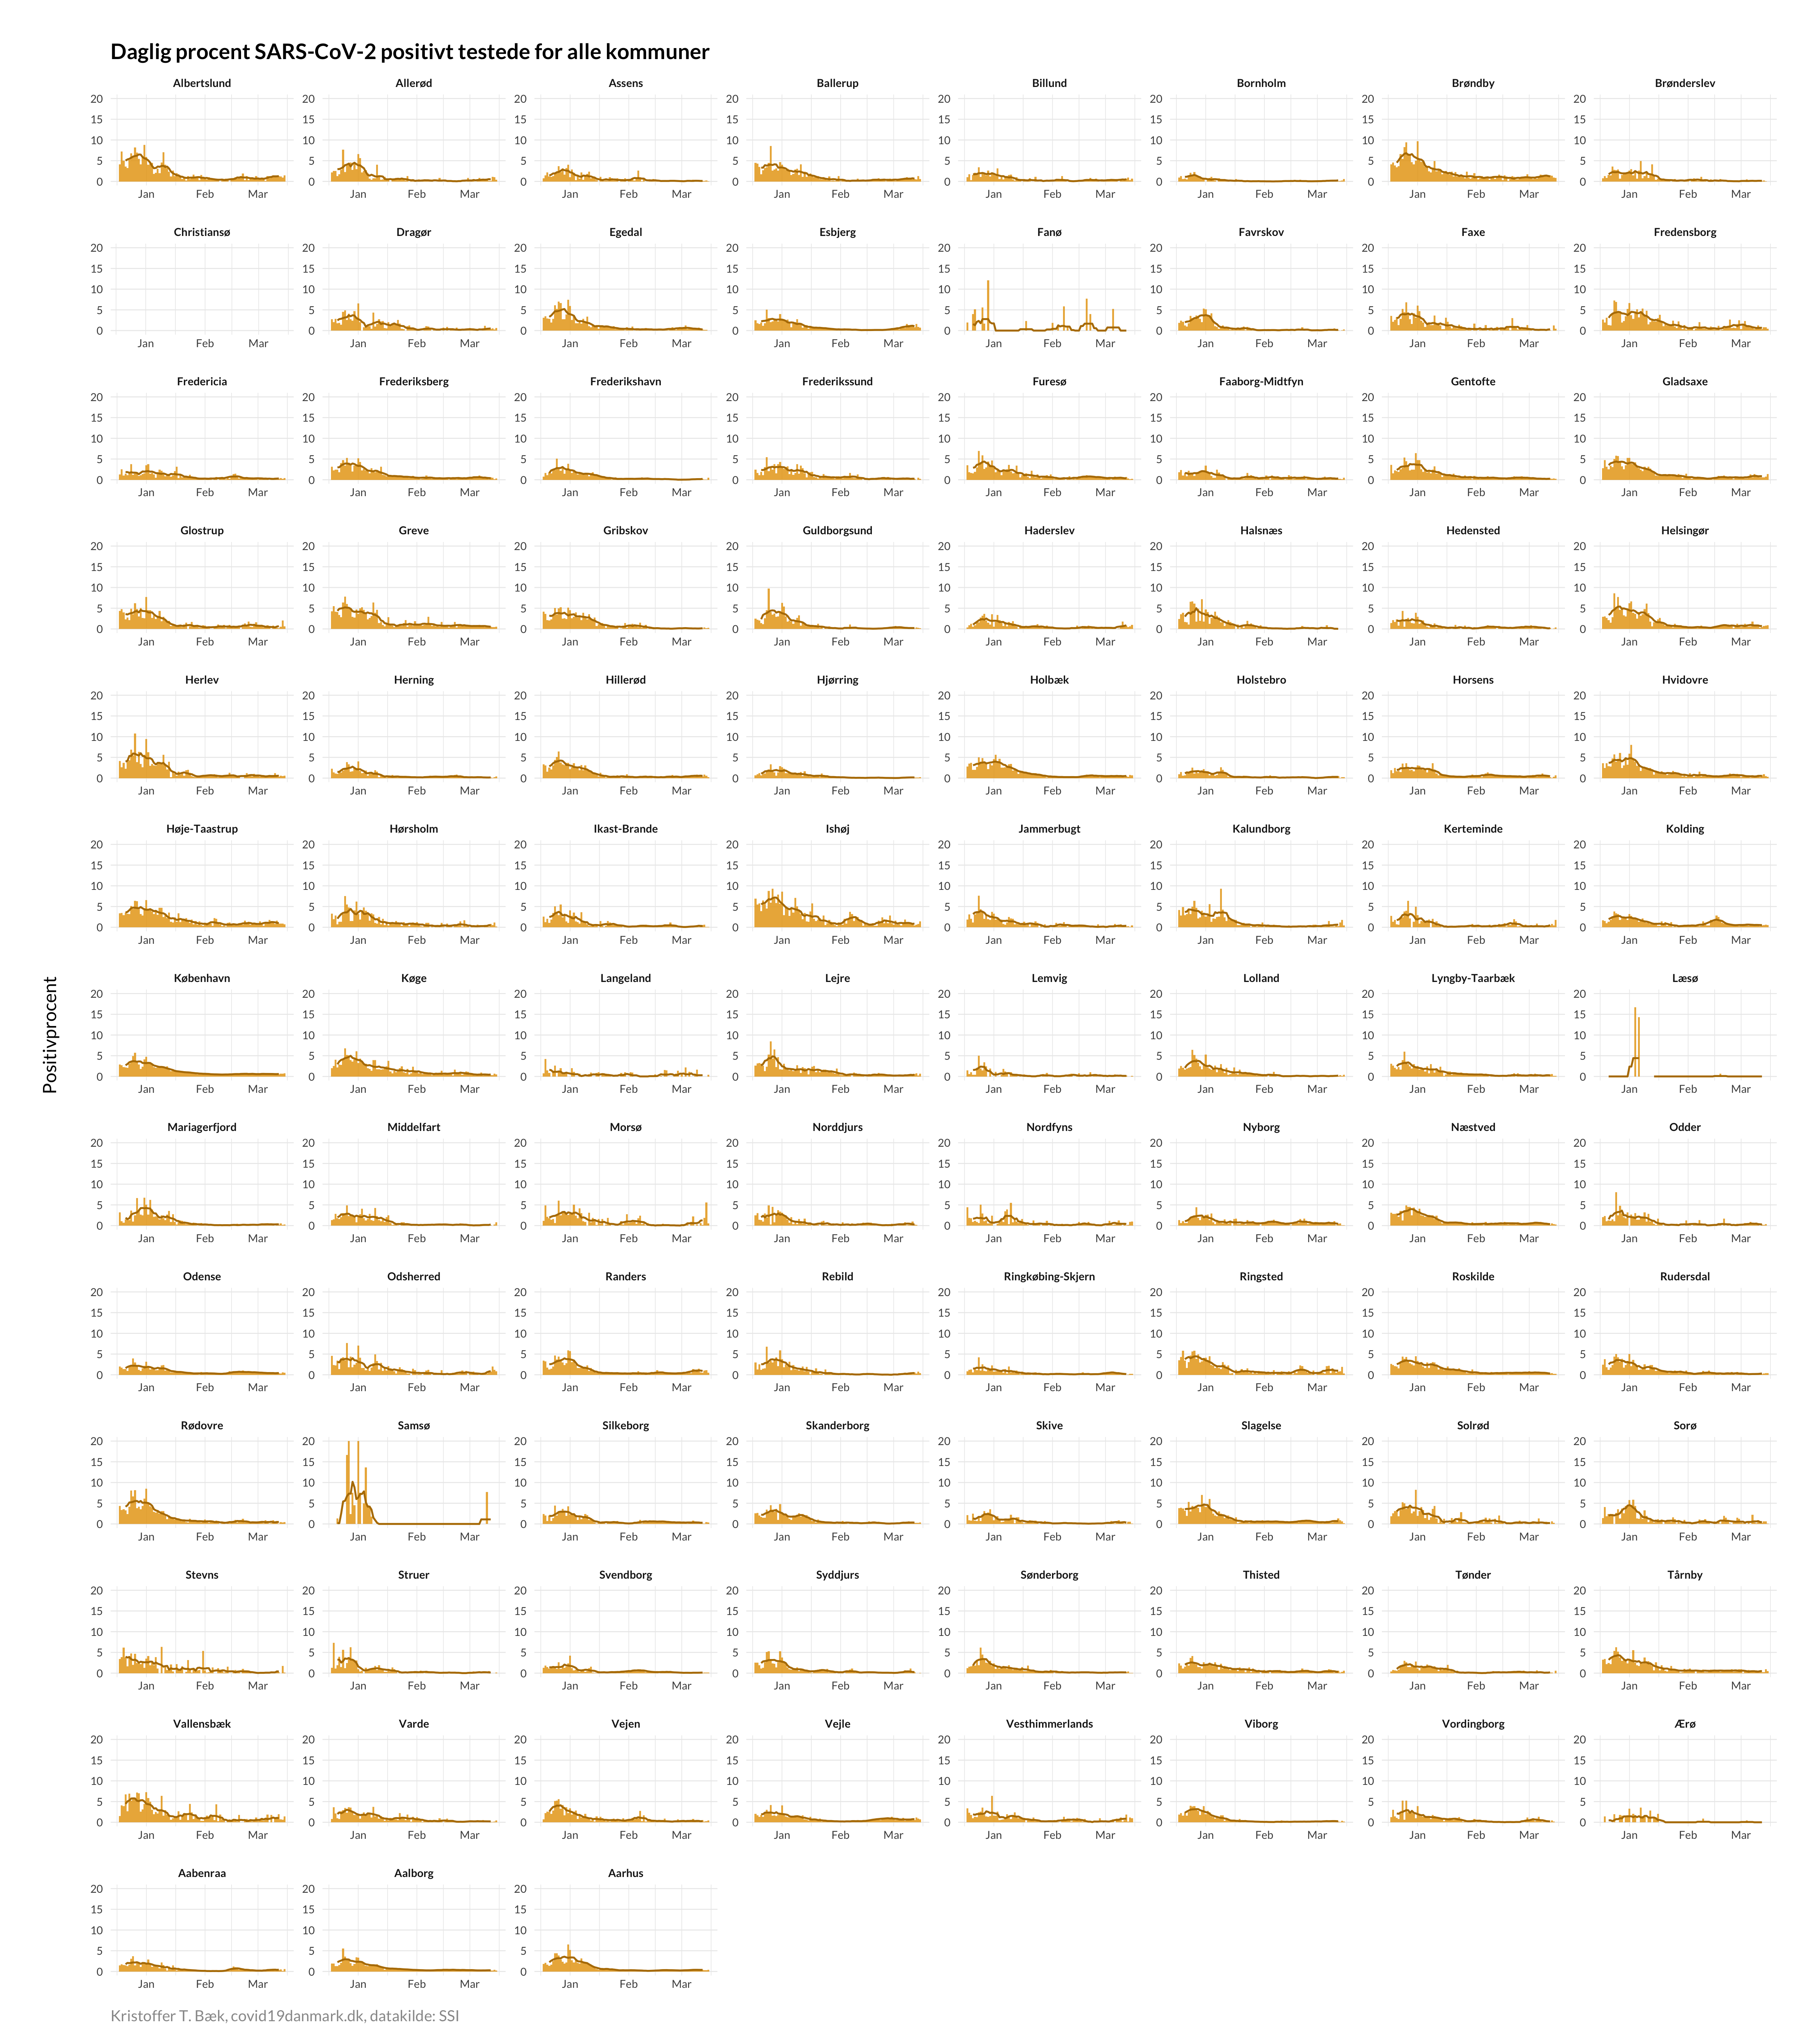 Daglig procent SARS-CoV-2 positivt testede for alle kommuner
Albertslund Allerød Assens Ballerup Billund Bornholm Brøndby Brønderslev
20 20 20 20 20 20 20 20
15 15 15 15 15 15 15 15
10 10 10 10 10 10 10 10
5 5 5 5 5 5 5 5
0 0 0 0 0 0 0 0
Jan Feb Mar Jan Feb Mar Jan Feb Mar Jan Feb Mar Jan Feb Mar Jan Feb Mar Jan Feb Mar Jan Feb Mar
Christiansø Dragør Egedal Esbjerg Fanø Favrskov Faxe Fredensborg
20 20 20 20 20 20 20 20
15 15 15 15 15 15 15 15
10 10 10 10 10 10 10 10
5 5 5 5 5 5 5 5
0 0 0 0 0 0 0 0
Jan Feb Mar Jan Feb Mar Jan Feb Mar Jan Feb Mar Jan Feb Mar Jan Feb Mar Jan Feb Mar Jan Feb Mar
Fredericia Frederiksberg Frederikshavn Frederikssund Furesø Faaborg-Midtfyn Gentofte Gladsaxe
20 20 20 20 20 20 20 20
15 15 15 15 15 15 15 15
10 10 10 10 10 10 10 10
5 5 5 5 5 5 5 5
0 0 0 0 0 0 0 0
Jan Feb Mar Jan Feb Mar Jan Feb Mar Jan Feb Mar Jan Feb Mar Jan Feb Mar Jan Feb Mar Jan Feb Mar
Glostrup Greve Gribskov Guldborgsund Haderslev Halsnæs Hedensted Helsingør
20 20 20 20 20 20 20 20
15 15 15 15 15 15 15 15
10 10 10 10 10 10 10 10
5 5 5 5 5 5 5 5
0 0 0 0 0 0 0 0
Jan Feb Mar Jan Feb Mar Jan Feb Mar Jan Feb Mar Jan Feb Mar Jan Feb Mar Jan Feb Mar Jan Feb Mar
Herlev Herning Hillerød Hjørring Holbæk Holstebro Horsens Hvidovre
20 20 20 20 20 20 20 20
15 15 15 15 15 15 15 15
10 10 10 10 10 10 10 10
5 5 5 5 5 5 5 5
0 0 0 0 0 0 0 0
Jan Feb Mar Jan Feb Mar Jan Feb Mar Jan Feb Mar Jan Feb Mar Jan Feb Mar Jan Feb Mar Jan Feb Mar
Høje-Taastrup Hørsholm Ikast-Brande Ishøj Jammerbugt Kalundborg Kerteminde Kolding
20 20 20 20 20 20 20 20
15 15 15 15 15 15 15 15
10 10 10 10 10 10 10 10
5 5 5 5 5 5 5 5
0 0 0 0 0 0 0 0
Jan Feb Mar Jan Feb Mar Jan Feb Mar Jan Feb Mar Jan Feb Mar Jan Feb Mar Jan Feb Mar Jan Feb Mar
Positivprocent
København Køge Langeland Lejre Lemvig Lolland Lyngby-Taarbæk Læsø
20 20 20 20 20 20 20 20
15 15 15 15 15 15 15 15
10 10 10 10 10 10 10 10
5 5 5 5 5 5 5 5
0 0 0 0 0 0 0 0
Jan Feb Mar Jan Feb Mar Jan Feb Mar Jan Feb Mar Jan Feb Mar Jan Feb Mar Jan Feb Mar Jan Feb Mar
Mariagerfjord Middelfart Morsø Norddjurs Nordfyns Nyborg Næstved Odder
20 20 20 20 20 20 20 20
15 15 15 15 15 15 15 15
10 10 10 10 10 10 10 10
5 5 5 5 5 5 5 5
0 0 0 0 0 0 0 0
Jan Feb Mar Jan Feb Mar Jan Feb Mar Jan Feb Mar Jan Feb Mar Jan Feb Mar Jan Feb Mar Jan Feb Mar
Odense Odsherred Randers Rebild Ringkøbing-Skjern Ringsted Roskilde Rudersdal
20 20 20 20 20 20 20 20
15 15 15 15 15 15 15 15
10 10 10 10 10 10 10 10
5 5 5 5 5 5 5 5
0 0 0 0 0 0 0 0
Jan Feb Mar Jan Feb Mar Jan Feb Mar Jan Feb Mar Jan Feb Mar Jan Feb Mar Jan Feb Mar Jan Feb Mar
Rødovre Samsø Silkeborg Skanderborg Skive Slagelse Solrød Sorø
20 20 20 20 20 20 20 20
15 15 15 15 15 15 15 15
10 10 10 10 10 10 10 10
5 5 5 5 5 5 5 5
0 0 0 0 0 0 0 0
Jan Feb Mar Jan Feb Mar Jan Feb Mar Jan Feb Mar Jan Feb Mar Jan Feb Mar Jan Feb Mar Jan Feb Mar
Stevns Struer Svendborg Syddjurs Sønderborg Thisted Tønder Tårnby
20 20 20 20 20 20 20 20
15 15 15 15 15 15 15 15
10 10 10 10 10 10 10 10
5 5 5 5 5 5 5 5
0 0 0 0 0 0 0 0
Jan Feb Mar Jan Feb Mar Jan Feb Mar Jan Feb Mar Jan Feb Mar Jan Feb Mar Jan Feb Mar Jan Feb Mar
Vallensbæk Varde Vejen Vejle Vesthimmerlands Viborg Vordingborg Ærø
20 20 20 20 20 20 20 20
15 15 15 15 15 15 15 15
10 10 10 10 10 10 10 10
5 5 5 5 5 5 5 5
0 0 0 0 0 0 0 0
Jan Feb Mar Jan Feb Mar Jan Feb Mar Jan Feb Mar Jan Feb Mar Jan Feb Mar Jan Feb Mar Jan Feb Mar
Aabenraa Aalborg Aarhus
20 20 20
15 15 15
10 10 10
5 5 5
0 0 0
Jan Feb Mar Jan Feb Mar Jan Feb Mar
Kristoffer T. Bæk, covid19danmark.dk, datakilde: SSI